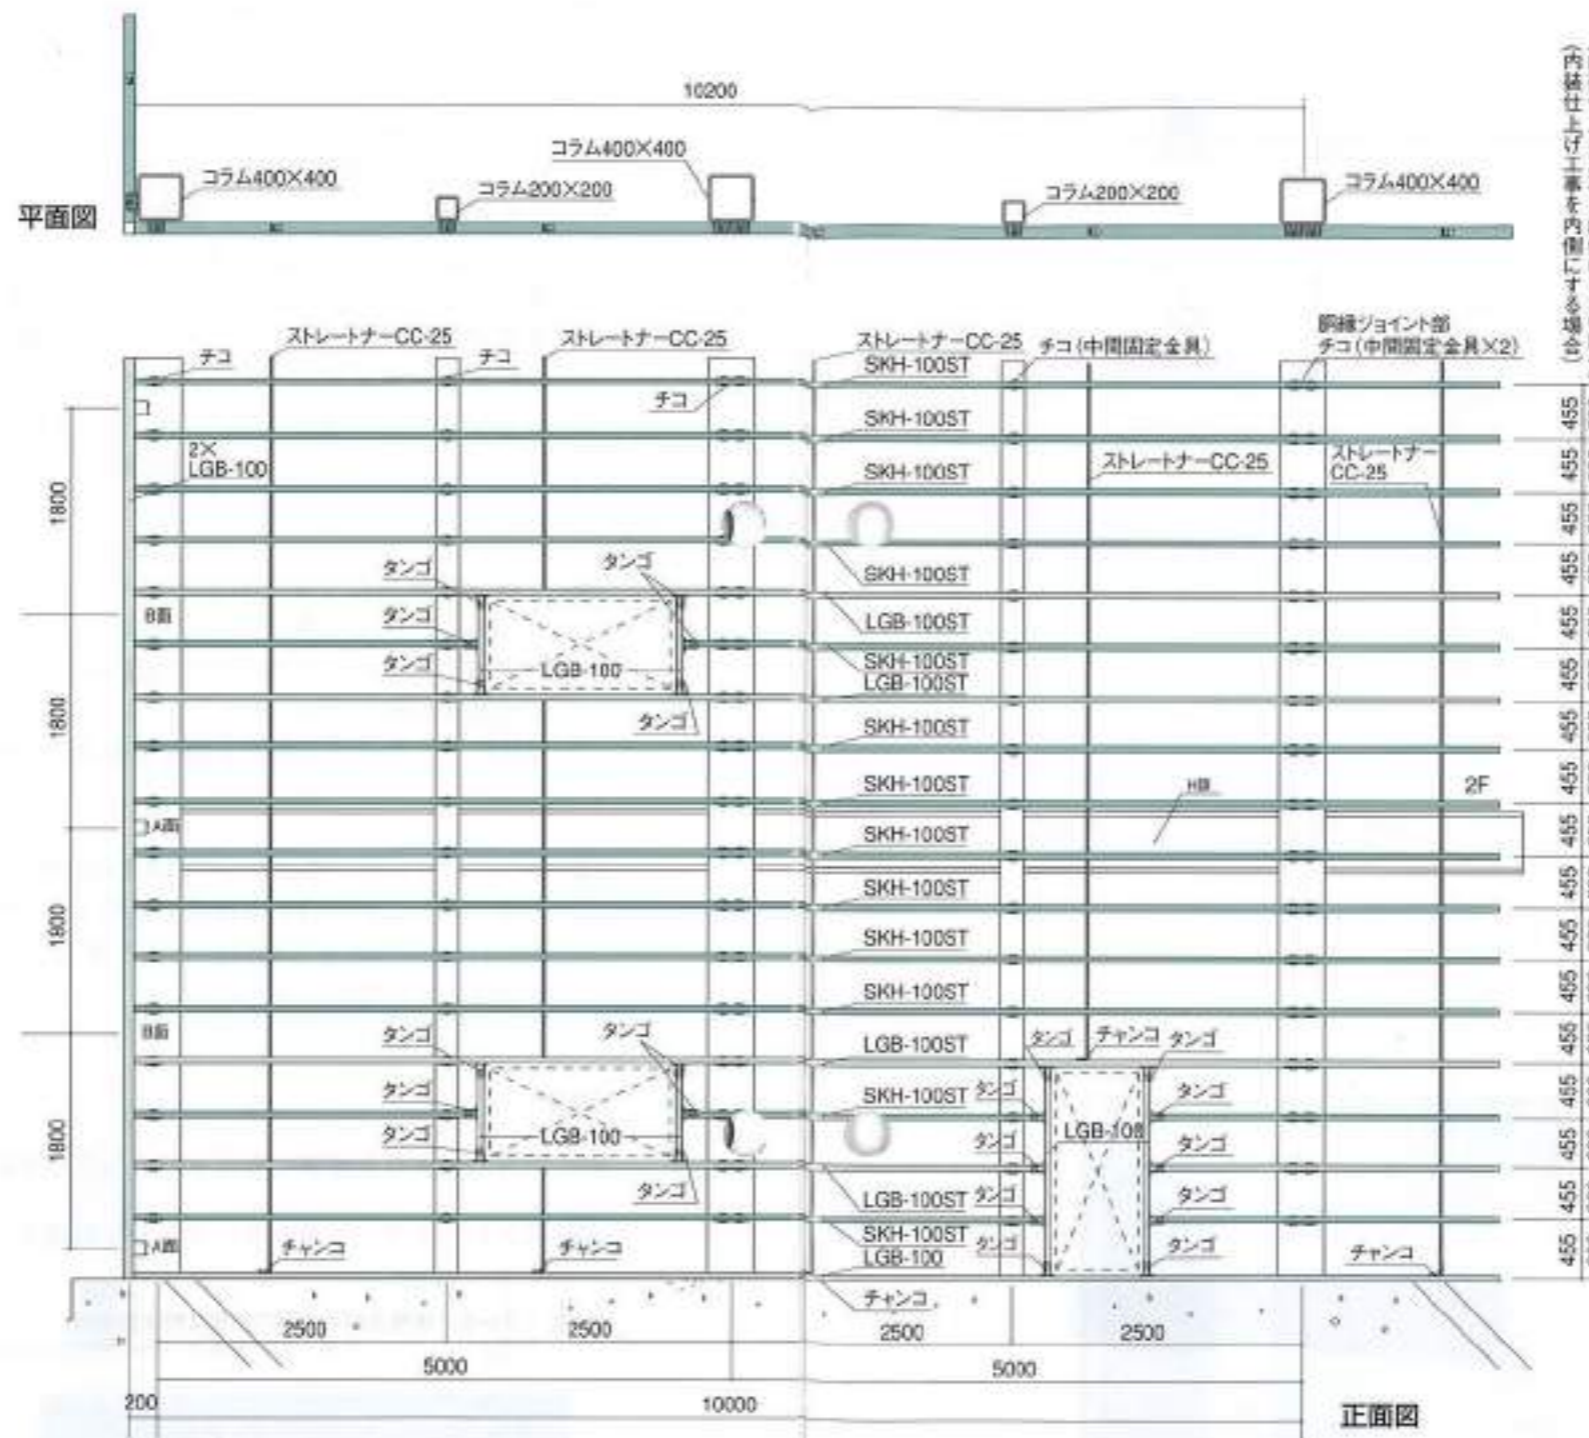 10200
コラム400×400
コラム400×400
コラム200×200
コラム200×200
コラム400×400
平面図
(内装仕上げ工事を内側にする場合)
チコ
ストレートナーCC-25
チコ
ストレートナーCC-25
ストレートナーCC-25
SKH-100ST
チコ(中間固定金具)
胴縁ジョイント部
チコ(中間固定金具×2)
チコ
SKH-100ST
455
2×
LGB-100
SKH-100ST
ストレートナーCC-25
ストレートナー
CC-25
455
1800
455
タンゴ
タンゴ
SKH-100ST
455
B面
タンゴ
LGB-100ST
455
タンゴ
LGB-100
SKH-100ST
LGB-100ST
455
1800
タンゴ
SKH-100ST
455
SKH-100ST
H鋼
2F
455
A面
SKH-100ST
455
SKH-100ST
455
1800
SKH-100ST
455
SKH-100ST
455
B面
タンゴ
タンゴ
LGB-100ST
タンゴ
チャンコ
タンゴ
455
タンゴ
SKH-100ST
タンゴ
タンゴ
455
1800
タンゴ
LGB-100
タンゴ
LGB-100
タンゴ
455
タンゴ
LGB-100ST
タンゴ
タンゴ
455
A面
チャンコ
チャンコ
SKH-100ST
LGB-100
タンゴ
タンゴ
チャンコ
455
チャンコ
2500
2500
2500
2500
5000
5000
200
10000
正面図